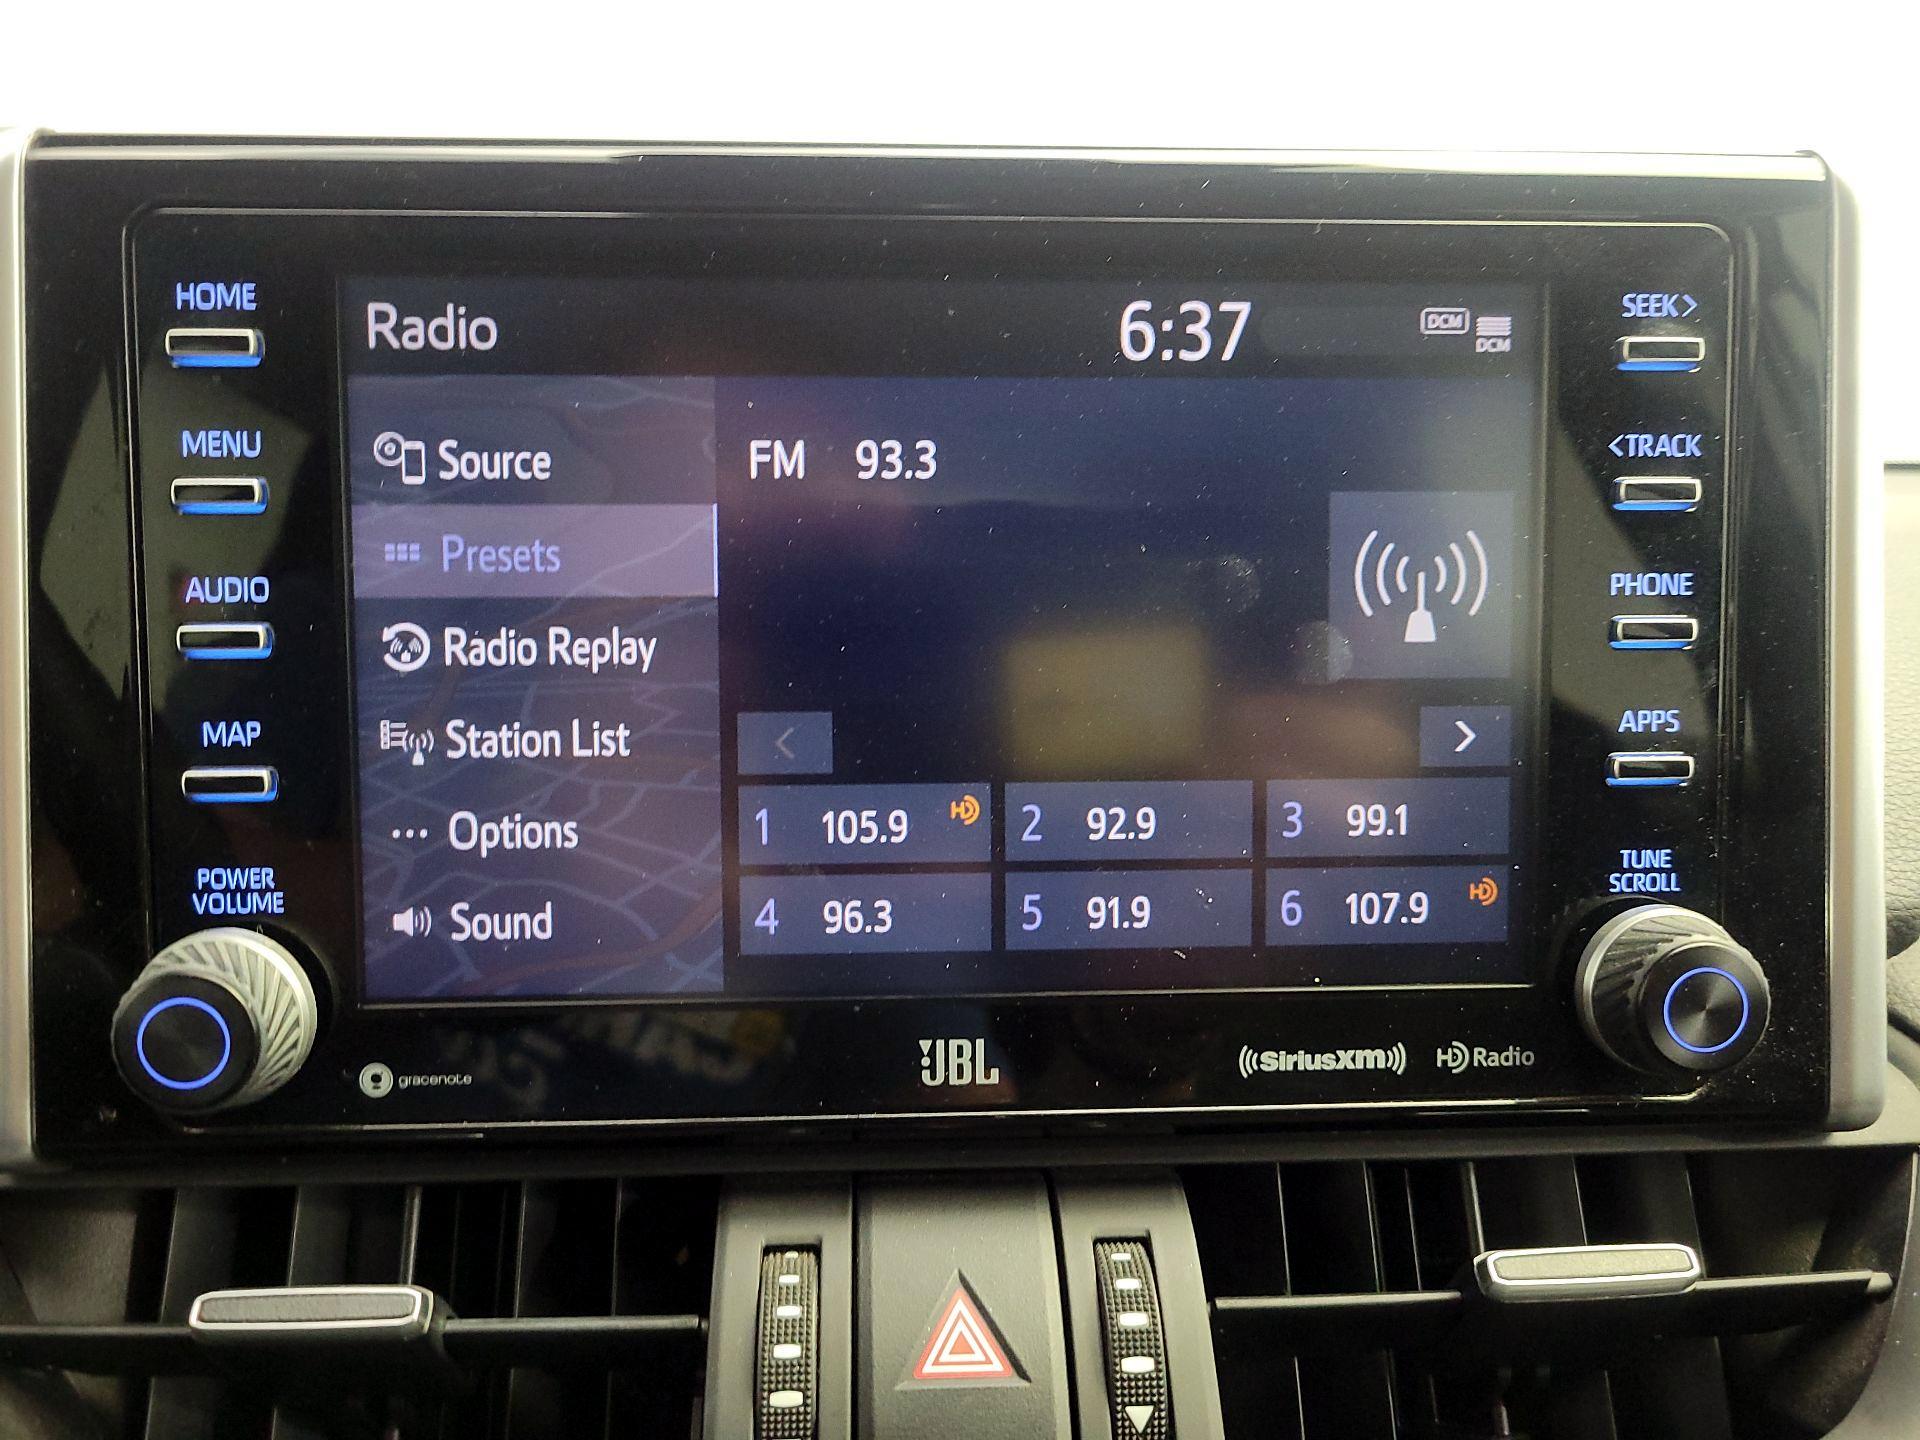 HOME
MENU
AUDIO
MAP
POWER
VOLUME
Radio
6:37
DCM
DCM
Source
Presets
Radio Replay
Station List
Options
Sound
FM 93.3
<
>
1 105.9 HD
2 92.9
3 99.1
4 96.3
5 91.9
6 107.9 HD
SEEK>
<TRACK
PHONE
APPS
TUNE
SCROLL
gracenote
JBL
((SiriusXM))
HD Radio